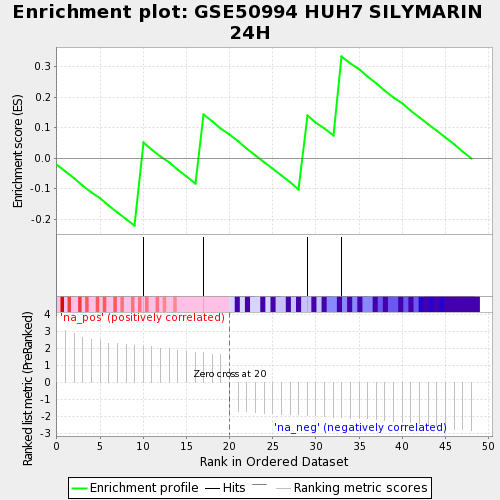 Enrichment plot: GSE50994 HUH7 SILYMARIN
24H
Enrichment score (ES)
0.3
0.2
0.1
0.0
-0.1
-0.2
'na_pos' (positively correlated)
Ranked list metric (PreRanked)
4
3
2
1
0
-1
-2
-3
Zero cross at 20
'na_neg' (negatively correlated)
0 5 10 15 20 25 30 35 40 45 50
Rank in Ordered Dataset
Enrichment profile Hits Ranking metric scores